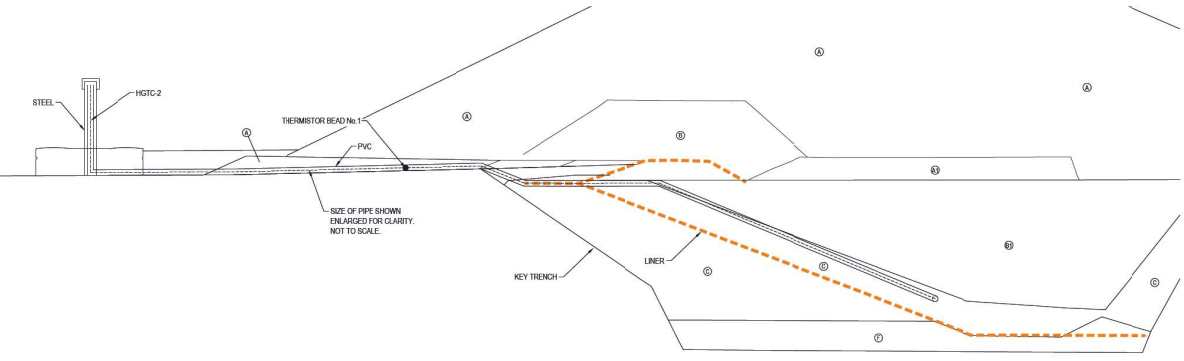 Ⓐ
Ⓐ
STEEL
HGTC-2
THERMISTOR BEAD No.1
Ⓐ
Ⓐ
Ⓑ
PVC
A1
SIZE OF PIPE SHOWN
ENLARGED FOR CLARITY.
NOT TO SCALE.
B1
LINER
KEY TRENCH
Ⓒ
Ⓒ
Ⓒ
Ⓕ